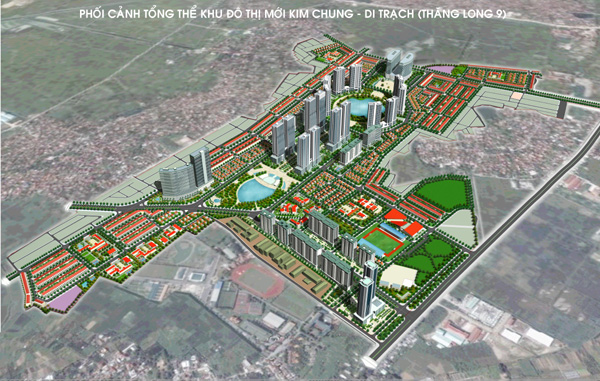 PHỐI CẢNH TỔNG THỂ KHU ĐÔ THỊ MỚI KIM CHUNG - DI TRẠCH (THĂNG LONG 9)